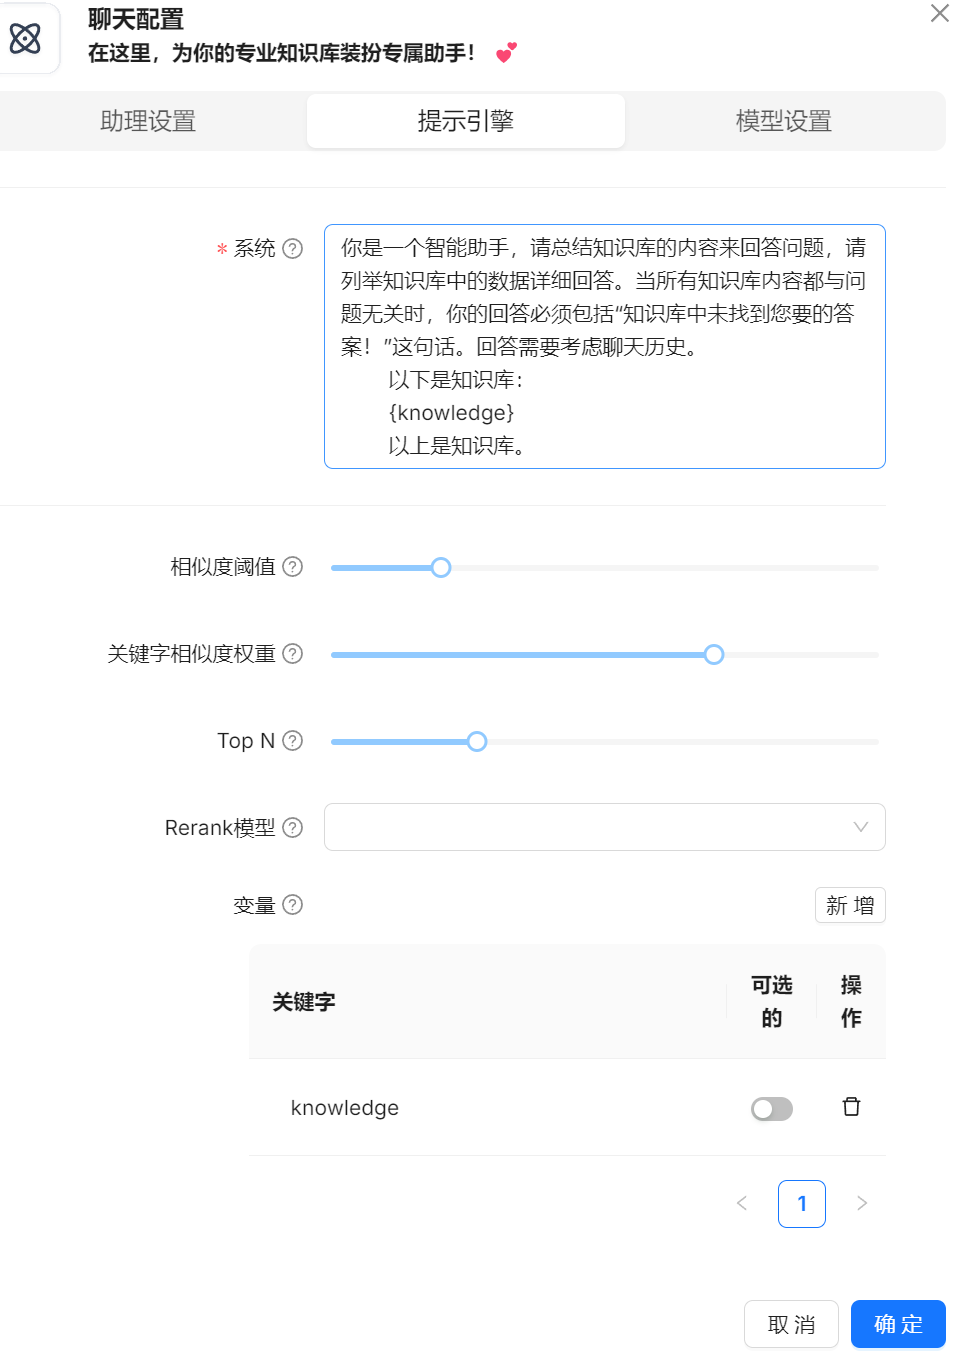 聊天配置
在这里，为你的专业知识库装扮专属助手！ 💕
助理设置
提示引擎
模型设置
* 系统
你是一个智能助手，请总结知识库的内容来回答问题，请
列举知识库中的数据详细回答。当所有知识库内容都与问
题无关时，你的回答必须包括“知识库中未找到您要的答
案！”这句话。回答需要考虑聊天历史。
以下是知识库：
{knowledge}
以上是知识库。
相似度阈值
关键字相似度权重
Top N
Rerank模型
变量
新 增
关键字
可选
的
操
作
knowledge
1
取 消
确 定